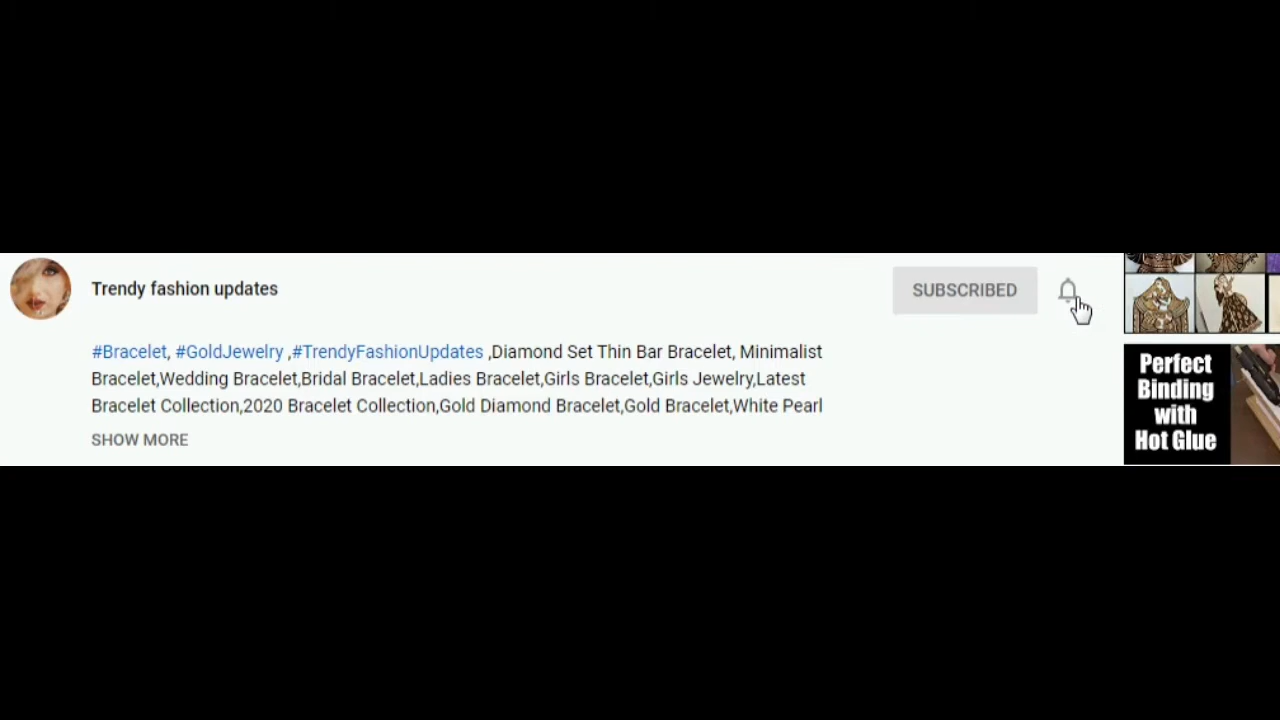 Trendy fashion updates
SUBSCRIBED
#Bracelet, #GoldJewelry ,#TrendyFashionUpdates ,Diamond Set Thin Bar Bracelet, Minimalist
Bracelet,Wedding Bracelet,Bridal Bracelet,Ladies Bracelet,Girls Bracelet,Girls Jewelry,Latest
Bracelet Collection,2020 Bracelet Collection,Gold Diamond Bracelet,Gold Bracelet,White Pearl
SHOW MORE
Perfect
Binding
with
Hot Glue